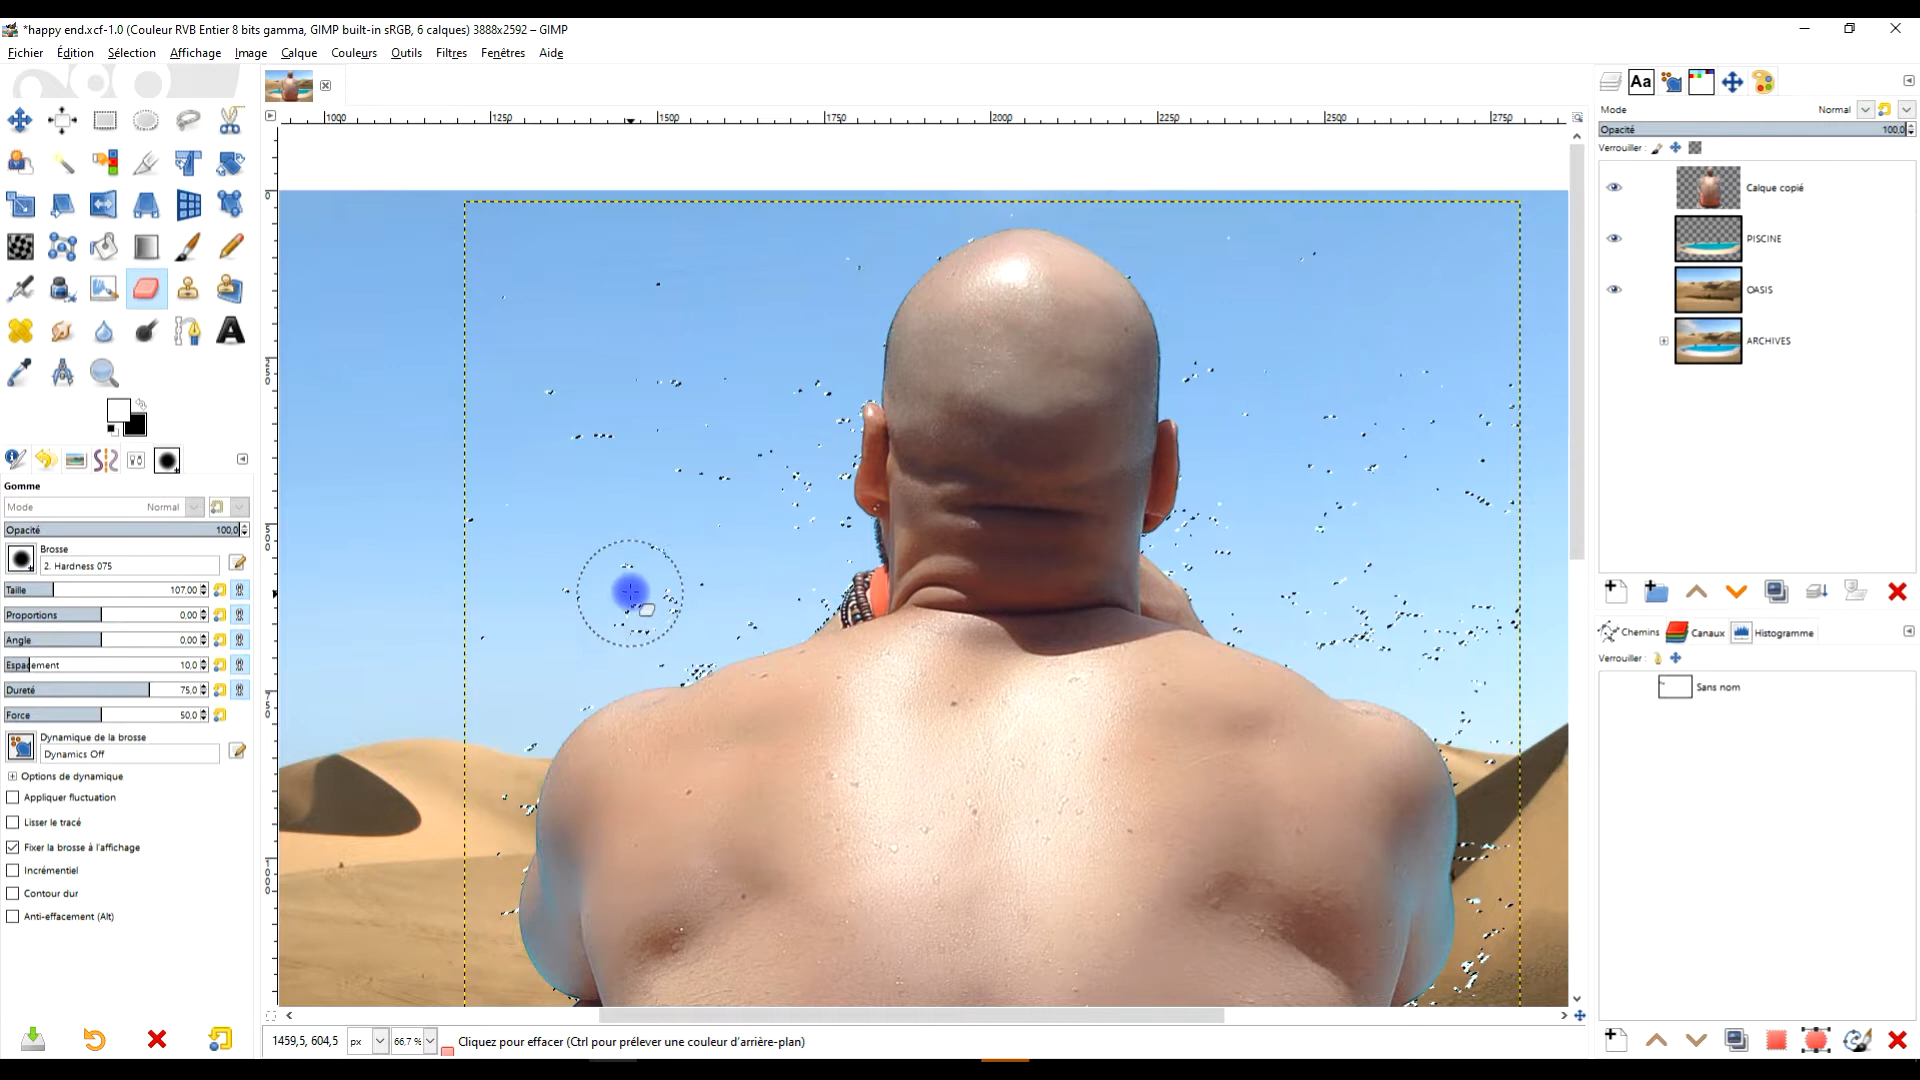 *happy end.xcf-1.0 (Couleur RVB Entier 8 bits gamma, GIMP built-in sRGB, 6 calques) 3888x2592 – GIMP
Fichier Édition Sélection Affichage Image Calque Couleurs Outils Filtres Fenêtres Aide
1000 1250 1500 1750 2000 2250 2500 2750
0
250
500
750
1000
Gomme
Mode Normal
Opacité 100,0
Brosse
2. Hardness 075
Taille 107,00
Proportions 0,00
Angle 0,00
Espacement 10,0
Dureté 75,0
Force 50,0
Dynamique de la brosse
Dynamics Off
Options de dynamique
Appliquer fluctuation
Lisser le tracé
Fixer la brosse à l'affichage
Incrémentiel
Contour dur
Anti-effacement (Alt)
1459,5, 604,5 px 66,7 % Cliquez pour effacer (Ctrl pour prélever une couleur d'arrière-plan)
Aa
Mode Normal
Opacité 100,0
Verrouiller :
Calque copié
PISCINE
OASIS
ARCHIVES
Chemins Canaux Histogramme
Verrouiller :
Sans nom